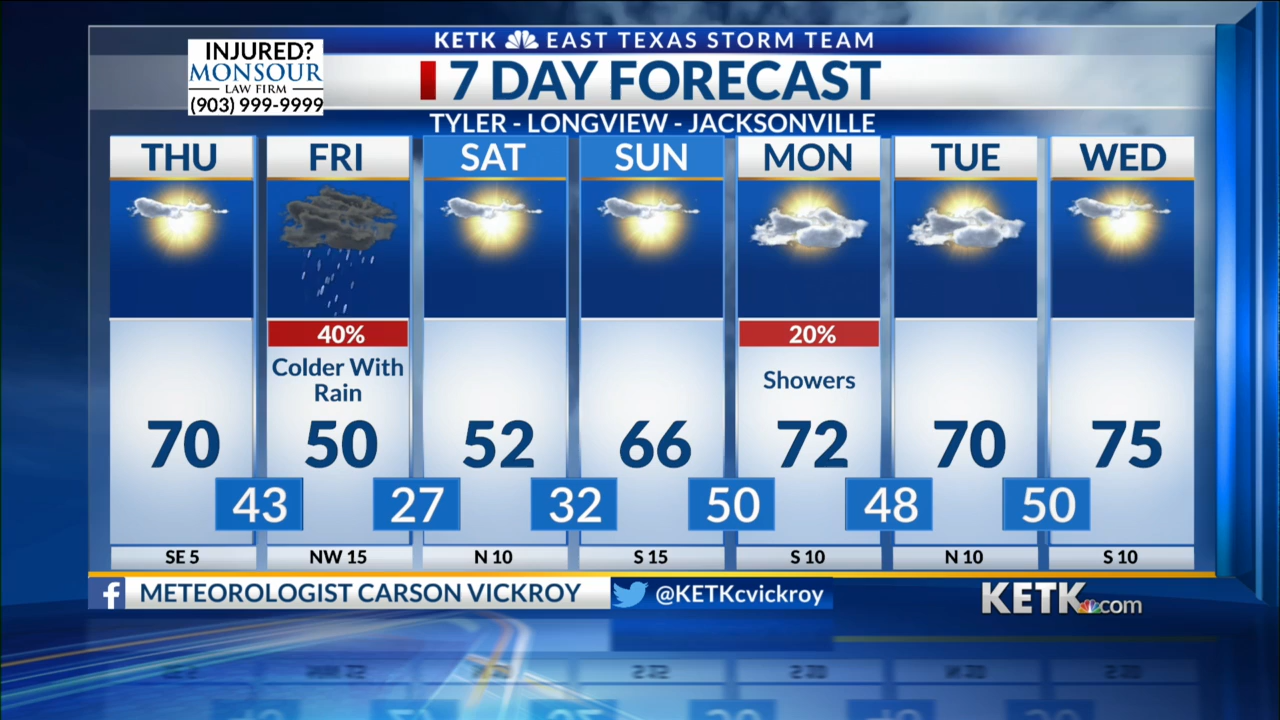 INJURED?
MONSOUR
LAW FIRM
(903) 999-9999
KETK EAST TEXAS STORM TEAM
7 DAY FORECAST
TYLER - LONGVIEW - JACKSONVILLE
THU FRI SAT SUN MON TUE WED
40% 20%
Colder With
Rain
Showers
70 50 52 66 72 70 75
43 27 32 50 48 50
SE 5 NW 15 N 10 S 15 S 10 N 10 S 10
f METEOROLOGIST CARSON VICKROY @KETKcvickroy
KETK.com